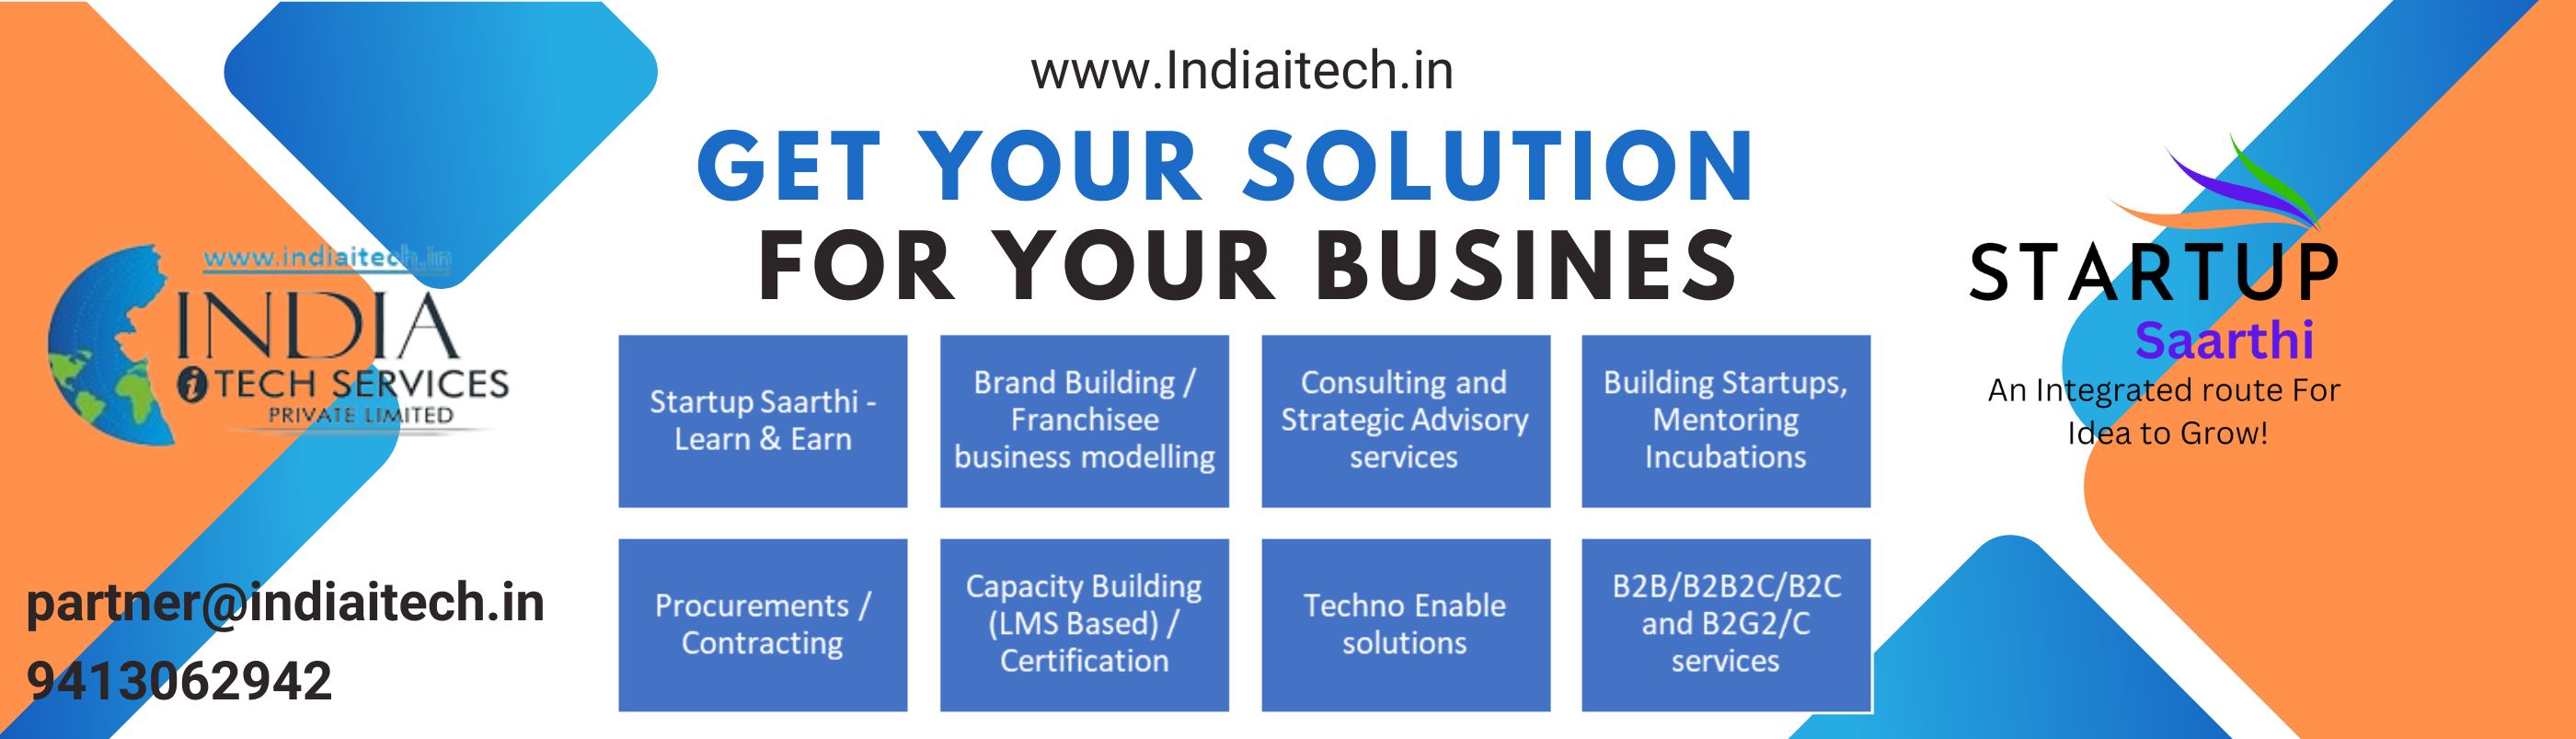 www.Indiaitech.in
GET YOUR SOLUTION
FOR YOUR BUSINES
www.indiaitech.in
INDIA
iTECH SERVICES
PRIVATE LIMITED
partner@indiaitech.in
9413062942
Startup Saarthi -
Learn & Earn
Brand Building /
Franchisee
business modelling
Consulting and
Strategic Advisory
services
Building Startups,
Mentoring
Incubations
Procurements /
Contracting
Capacity Building
(LMS Based) /
Certification
Techno Enable
solutions
B2B/B2B2C/B2C
and B2G2/C
services
STARTUP
Saarthi
An Integrated route For
Idea to Grow!